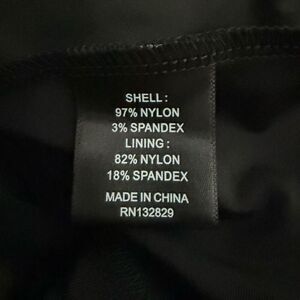 SHELL :
97% NYLON
3% SPANDEX
LINING :
82% NYLON
18% SPANDEX
MADE IN CHINA
RN132829